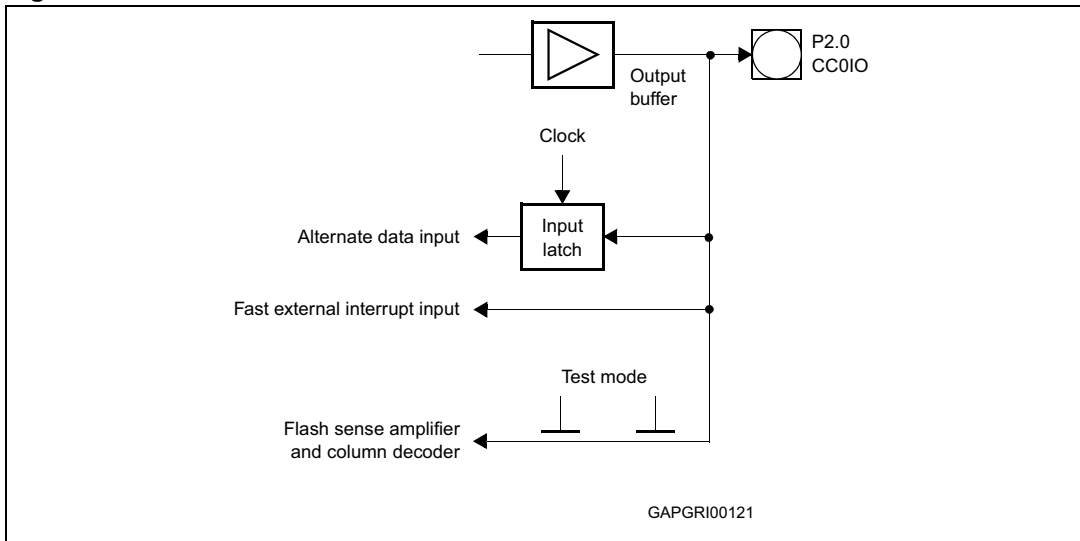 P2.0
CC0IO
Output
buffer
Clock
Input
latch
Alternate data input
Fast external interrupt input
Test mode
Flash sense amplifier
and column decoder
GAPGRI00121